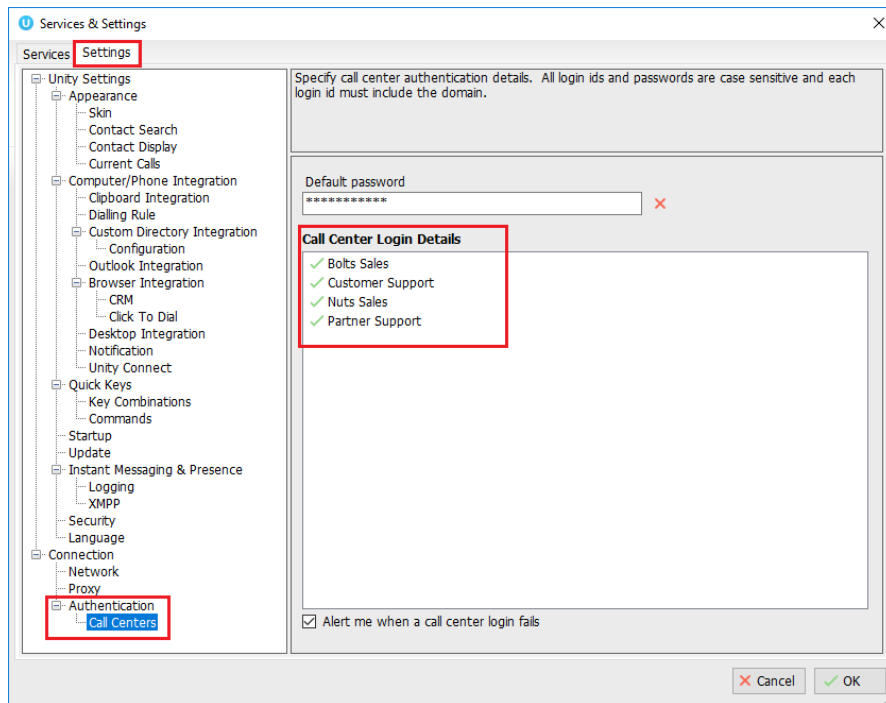 Services & Settings
Services
Settings
Unity Settings
Appearance
Skin
Contact Search
Contact Display
Current Calls
Computer/Phone Integration
Clipboard Integration
Dialling Rule
Custom Directory Integration
Configuration
Outlook Integration
Browser Integration
CRM
Click To Dial
Desktop Integration
Notification
Unity Connect
Quick Keys
Key Combinations
Commands
Startup
Update
Instant Messaging & Presence
Logging
XMPP
Security
Language
Connection
Network
Proxy
Authentication
Call Centers
Specify call center authentication details.  All login ids and passwords are case sensitive and each
login id must include the domain.
Default password
***********
Call Center Login Details
Bolts Sales
Customer Support
Nuts Sales
Partner Support
Alert me when a call center login fails
Cancel
OK